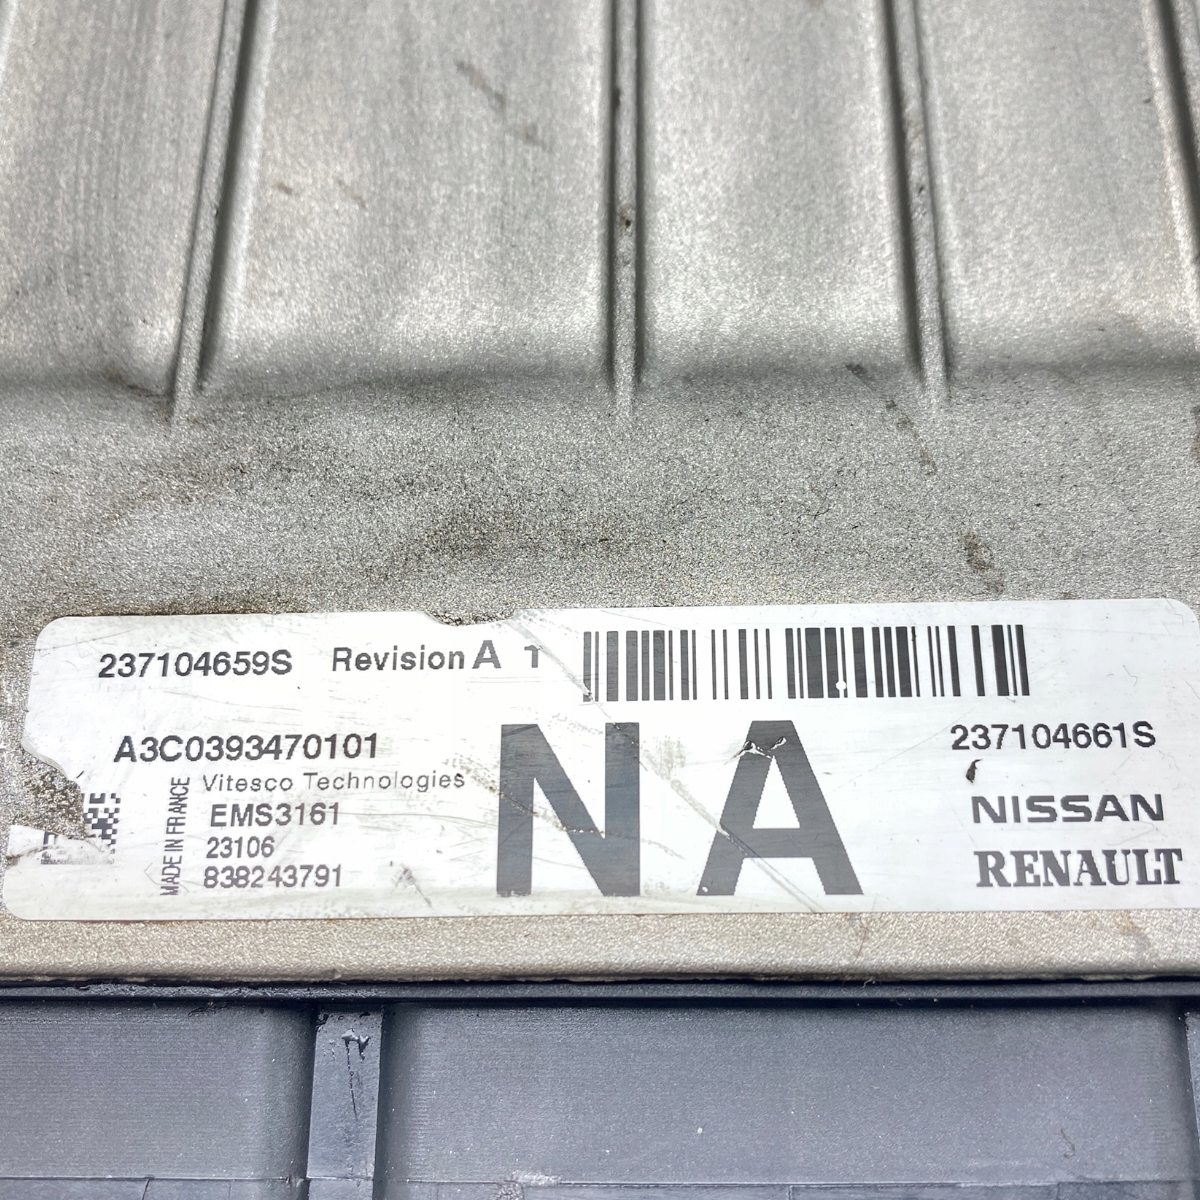 237104659S Revision A 1
A3C0393470101
Vitesco Technologies
EMS3161
23106
838243791
MADE IN FRANCE
NA
237104661S
NISSAN
RENAULT